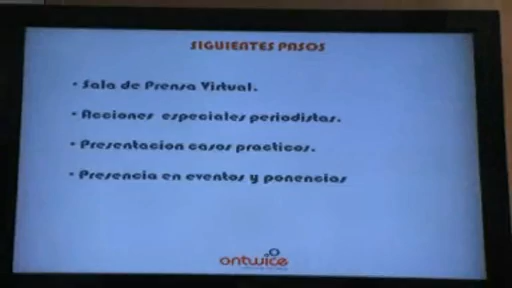 SIGUIENTES PASOS
• Sala de Prensa Virtual.
• Acciones especiales periodistas.
• Presentacion casos practicos.
• Presencia en eventos y ponencias
ontwice